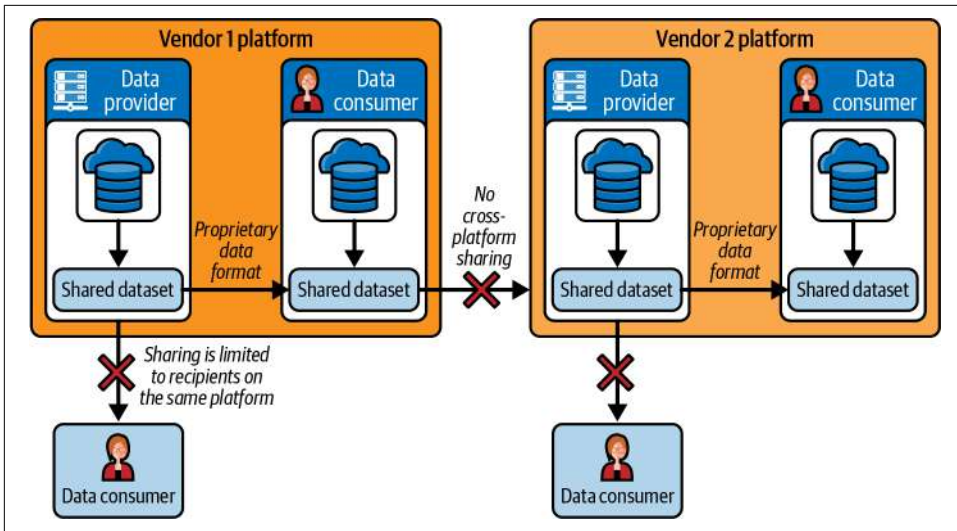 Vendor 1 platform
Data
provider
Data
consumer
Proprietary
data
format
Shared dataset
Shared dataset
No
cross-
platform
sharing
Vendor 2 platform
Data
provider
Data
consumer
Proprietary
data
format
Shared dataset
Shared dataset
Sharing is limited
to recipients on
the same platform
Data consumer
Data consumer